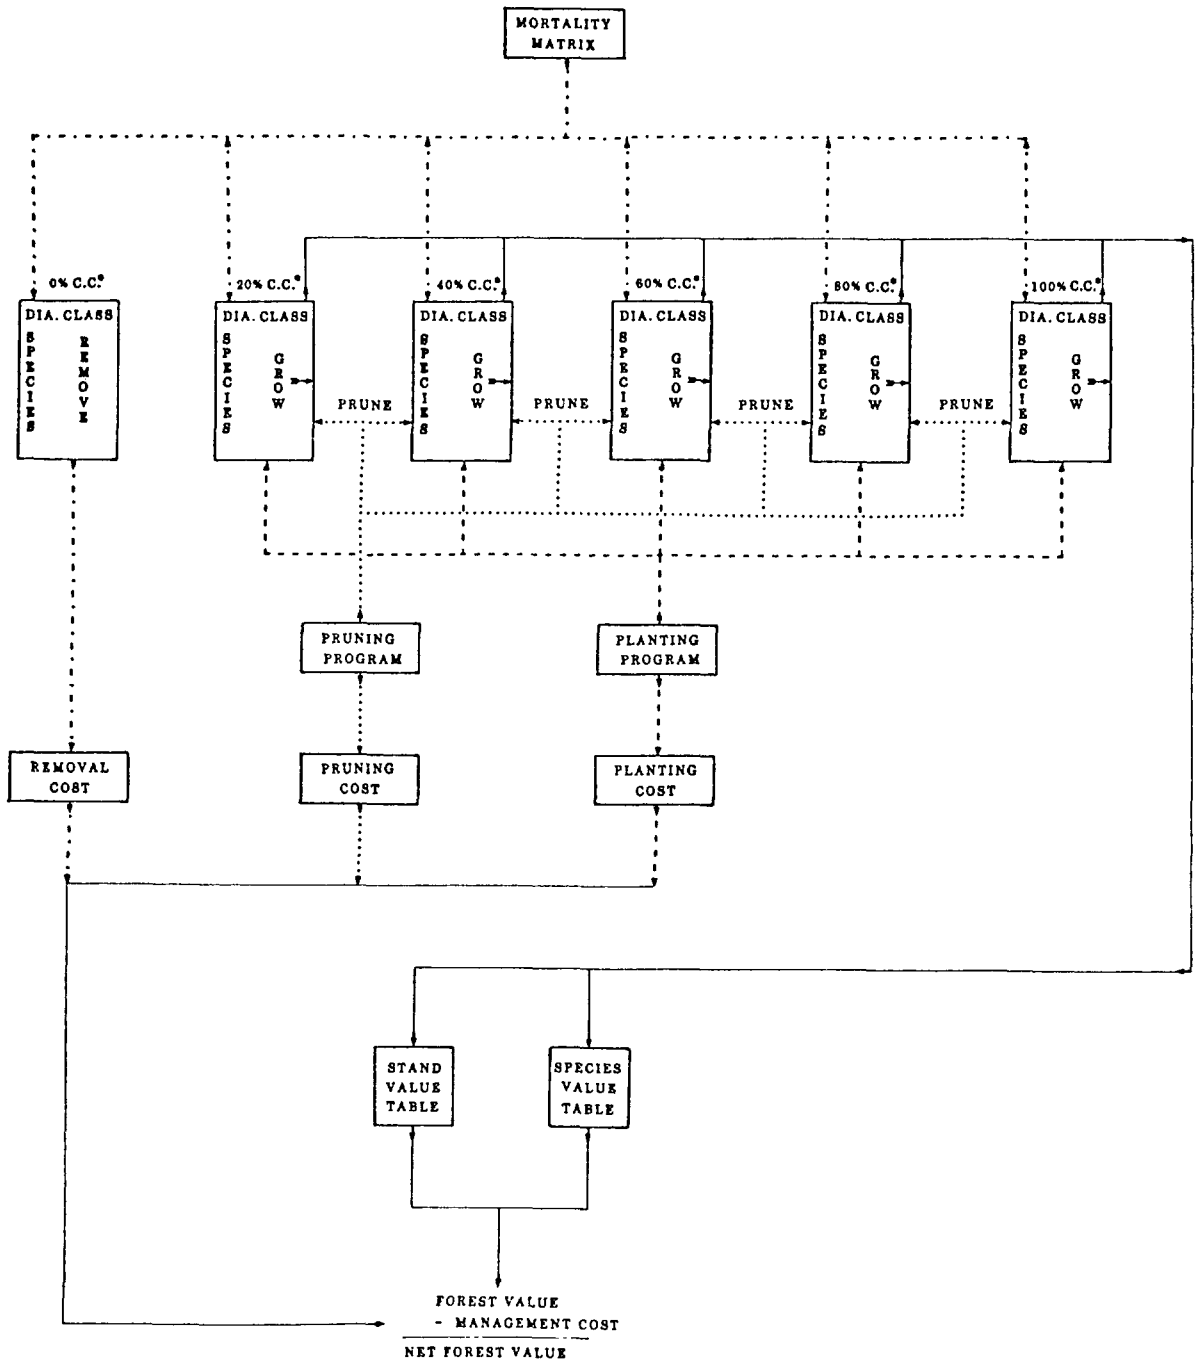 MORTALITY
MATRIX
0% C.C.*
20% C.C.*
40% C.C.*
60% C.C.*
80% C.C.*
100% C.C.*
DIA. CLASS
SPECIES
REMOVE
DIA. CLASS
SPECIES
GROW
DIA. CLASS
SPECIES
GROW
DIA. CLASS
SPECIES
GROW
DIA. CLASS
SPECIES
GROW
DIA. CLASS
SPECIES
GROW
PRUNE
PRUNE
PRUNE
PRUNE
PRUNING
PROGRAM
PLANTING
PROGRAM
REMOVAL
COST
PRUNING
COST
PLANTING
COST
STAND
VALUE
TABLE
SPECIES
VALUE
TABLE
FOREST VALUE
- MANAGEMENT COST
NET FOREST VALUE